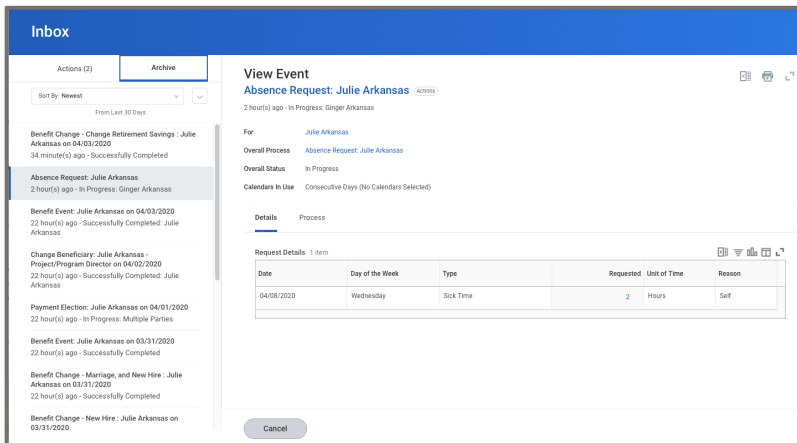 Inbox
Actions (2)
Archive
Sort By: Newest
From Last 30 Days
Benefit Change - Change Retirement Savings : Julie
Arkansas on 04/03/2020
34 minute(s) ago - Successfully Completed
Absence Request: Julie Arkansas
2 hour(s) ago - In Progress: Ginger Arkansas
Benefit Event: Julie Arkansas on 04/03/2020
22 hour(s) ago - Successfully Completed: Julie
Arkansas
Change Beneficiary: Julie Arkansas -
Project/Program Director on 04/02/2020
22 hour(s) ago - Successfully Completed: Julie
Arkansas
Payment Election: Julie Arkansas on 04/01/2020
22 hour(s) ago - In Progress: Multiple Parties
Benefit Event: Julie Arkansas on 03/31/2020
22 hour(s) ago - Successfully Completed
Benefit Change - Marriage, and New Hire : Julie
Arkansas on 03/31/2020
22 hour(s) ago - Successfully Completed
Benefit Change - New Hire : Julie Arkansas on
03/31/2020
View Event
Absence Request: Julie Arkansas Actions
2 hour(s) ago - In Progress: Ginger Arkansas
For Julie Arkansas
Overall Process Absence Request: Julie Arkansas
Overall Status In Progress
Calendars In Use Consecutive Days (No Calendars Selected)
Details Process
Request Details 1 item
Date Day of the Week Type Requested Unit of Time Reason
04/08/2020 Wednesday Sick Time 2 Hours Self
Cancel